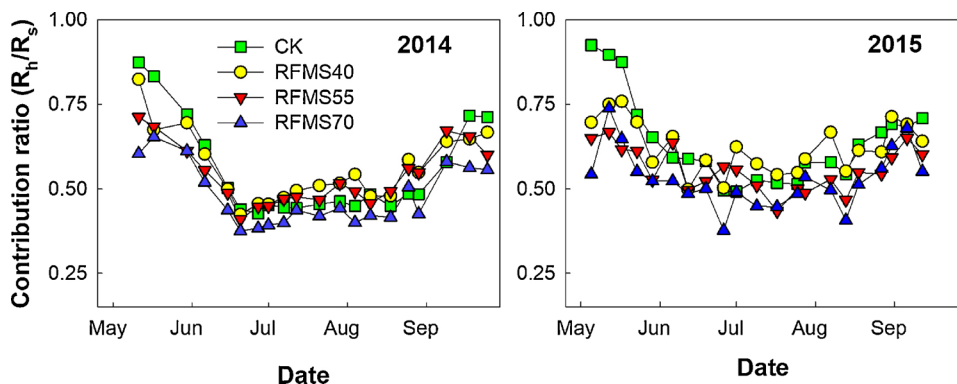 Contribution ratio (Rh/Rs)
1.00
0.75
0.50
0.25
CK
RFMS40
RFMS55
RFMS70
2014
May Jun Jul Aug Sep
Date
1.00
0.75
0.50
0.25
2015
May Jun Jul Aug Sep
Date